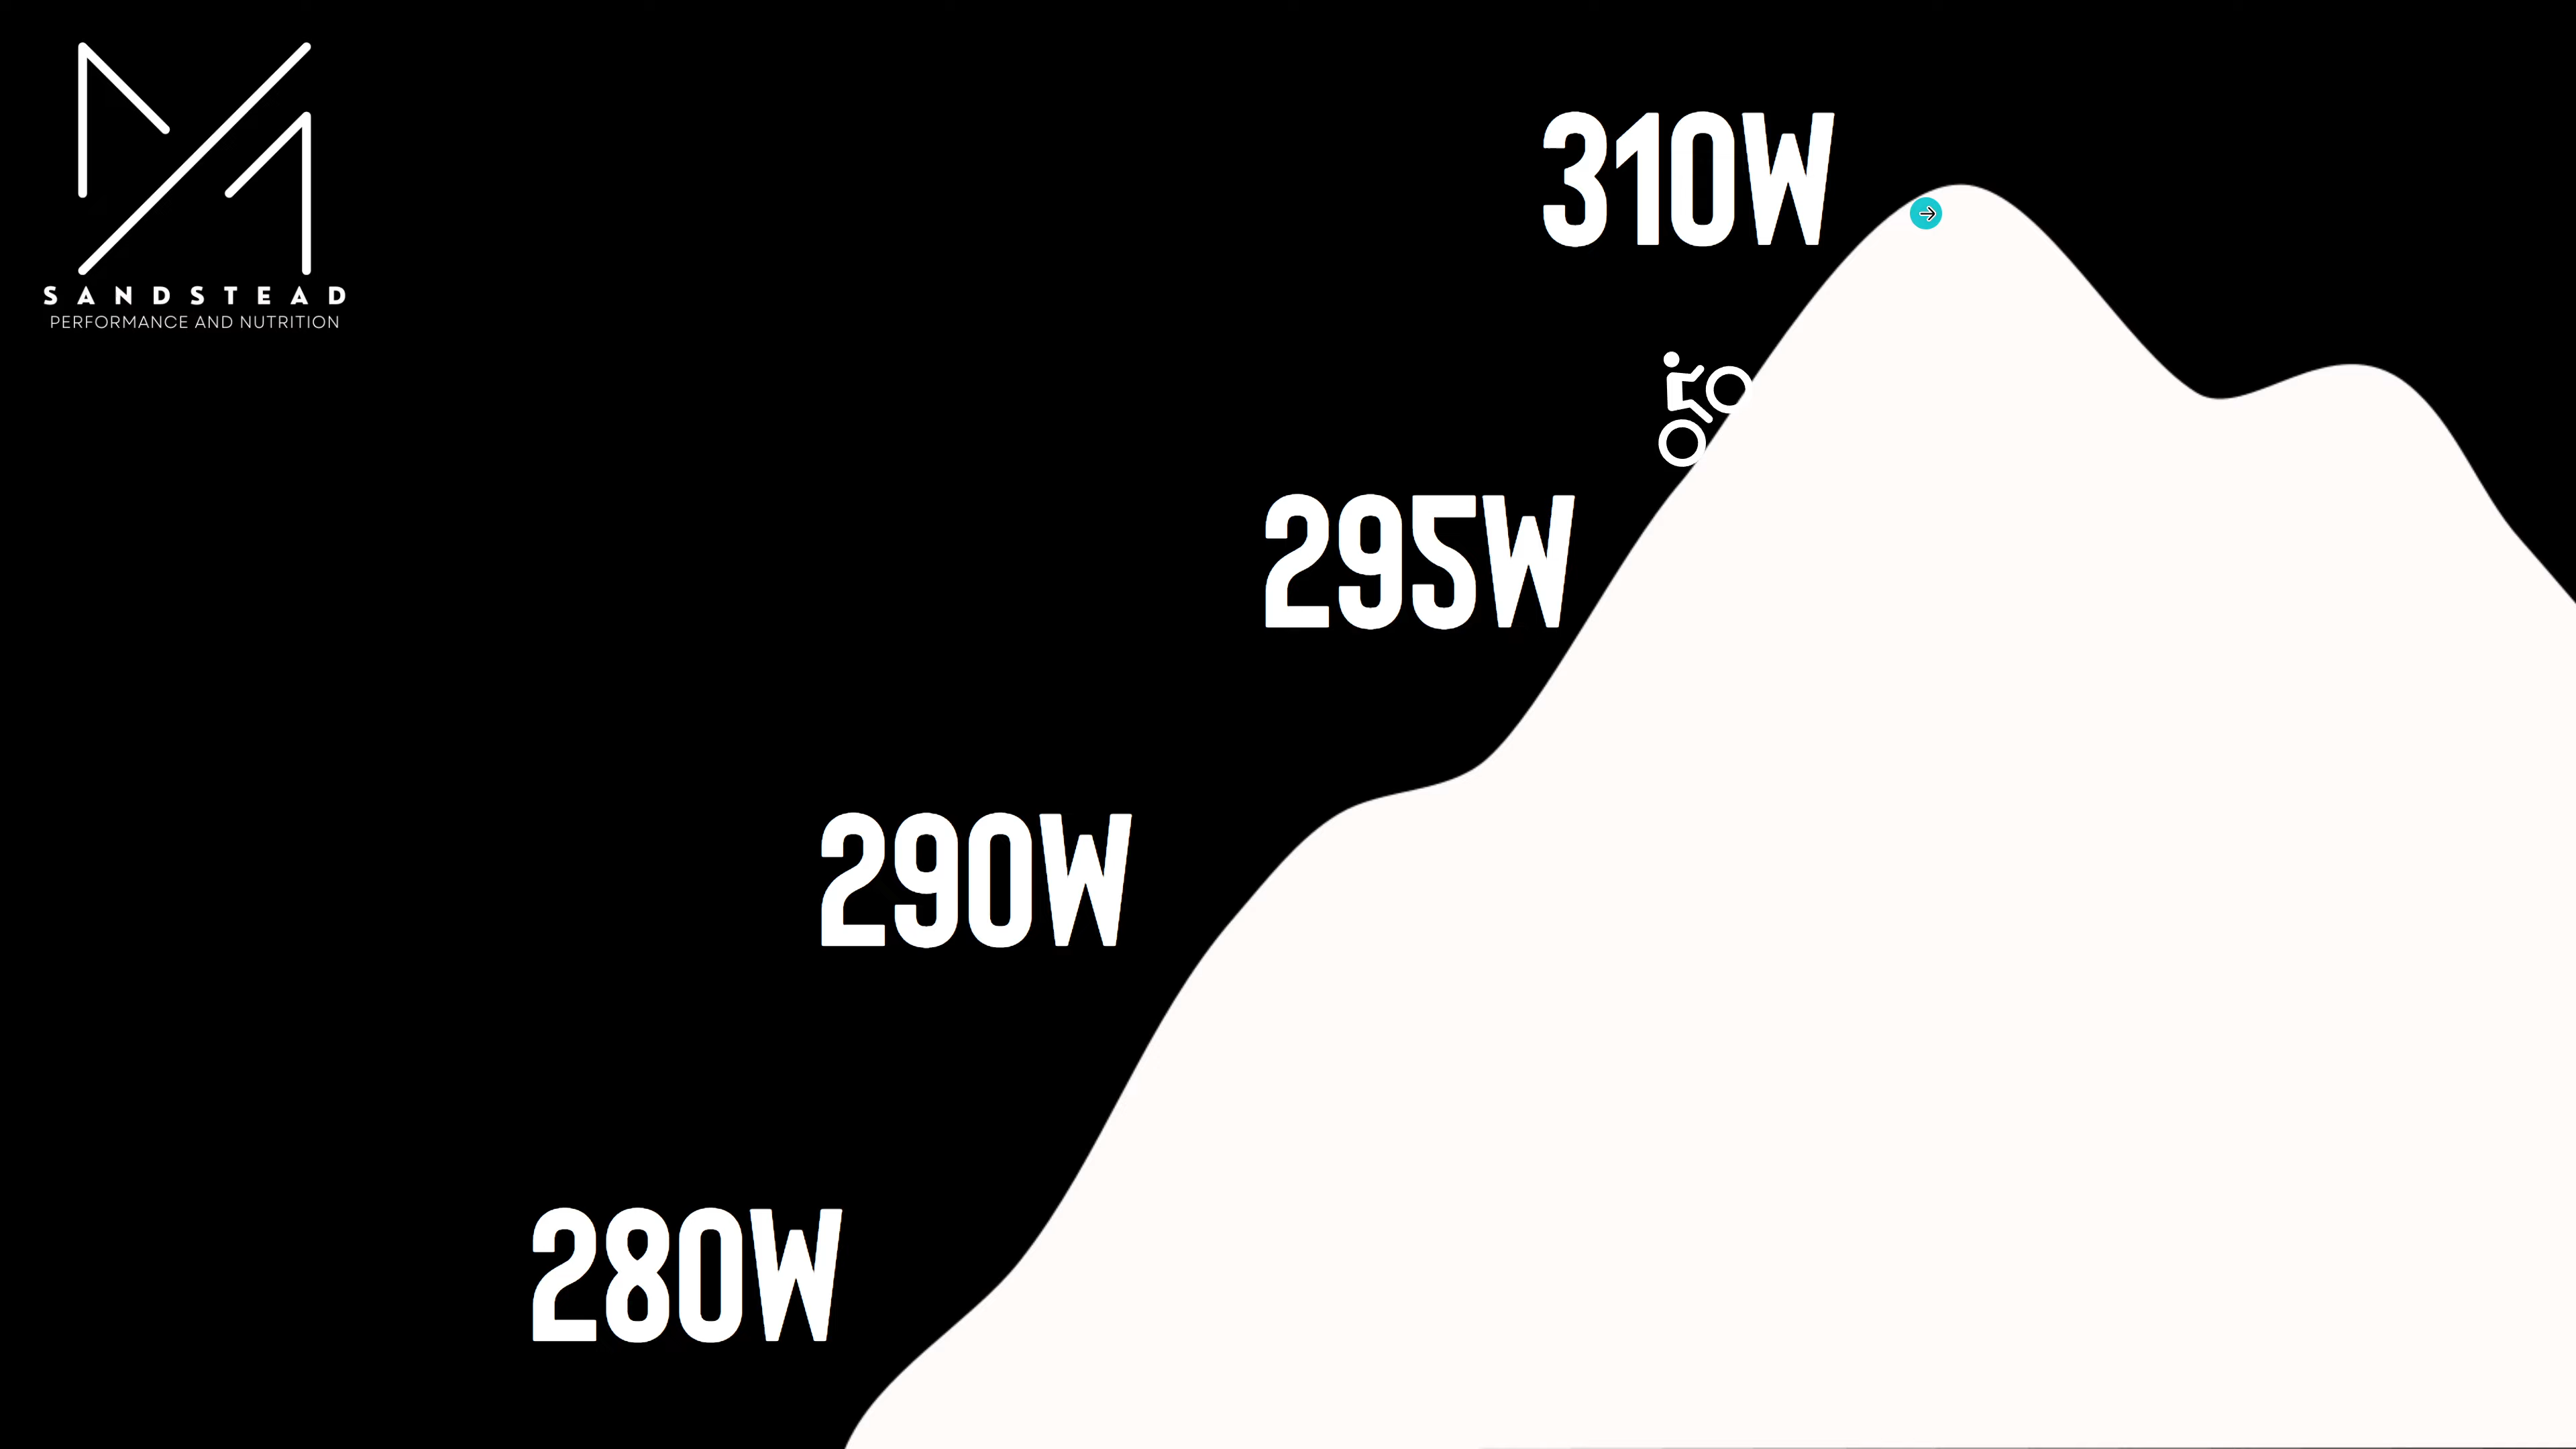 SANDSTEAD
PERFORMANCE AND NUTRITION
310W
295W
290W
280W